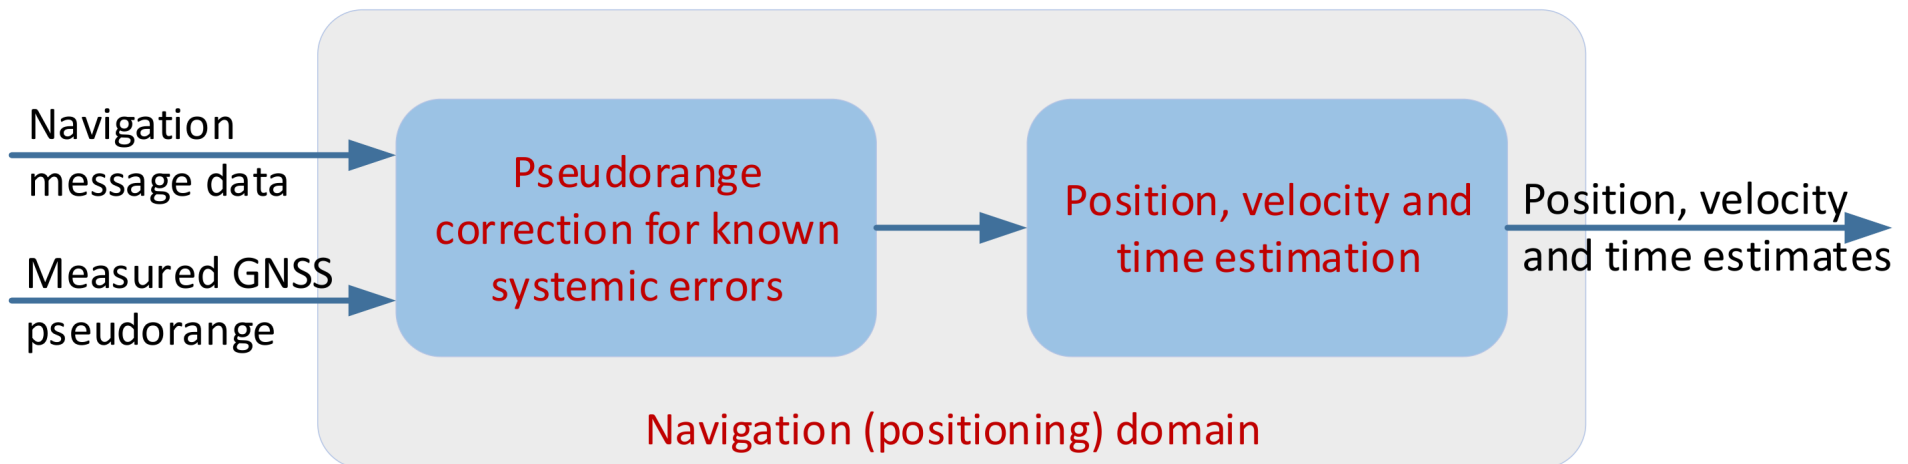 Navigation
message data
Measured GNSS
pseudorange
Pseudorange
correction for known
systemic errors
Position, velocity and
time estimation
Position, velocity
and time estimates
Navigation (positioning) domain